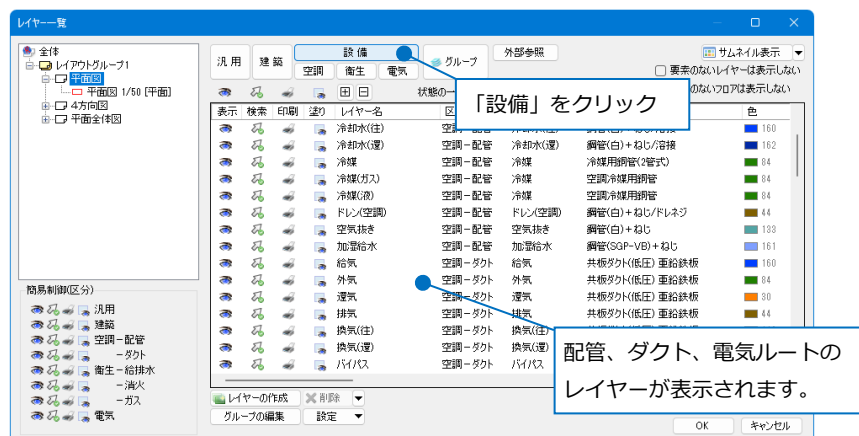 レイヤー一覧
全体
レイアウトグループ1
平面図
平面図 1/50 [平面]
4方向図
平面全体図
簡易制御(区分)
汎用
建築
空調－配管
－ダクト
衛生－給排水
－消火
－ガス
電気
汎 用
建 築
設 備
空調
衛生
電気
グループ
外部参照
サムネイル表示
要素のないレイヤーは表示しない
のないフロアは表示しない
状態の一
「設備」をクリック
表示 検索 印刷 塗り レイヤー名 区 色
冷却水(往) 空調－配管 160
冷却水(還) 空調－配管 冷却水(還) 鋼管(白)＋ねじ/溶接 162
冷媒 空調－配管 冷媒 冷媒用銅管(2管式) 84
冷媒(ガス) 空調－配管 冷媒 空調冷媒用銅管 84
冷媒(液) 空調－配管 冷媒 空調冷媒用銅管 84
ドレン(空調) 空調－配管 ドレン(空調) 鋼管(白)＋ねじ/ドレネジ 44
空気抜き 空調－配管 空気抜き 鋼管(白)＋ねじ 133
加湿給水 空調－配管 加湿給水 鋼管(SGP-VB)＋ねじ 161
給気 空調－ダクト 給気 共板ダクト(低圧) 亜鉛鉄板 160
外気 空調－ダクト 外気 共板ダクト(低圧) 亜鉛鉄板 84
還気 空調－ダクト 還気 共板ダクト(低圧) 亜鉛鉄板 30
排気 空調－ダクト 排気 共板ダクト(低圧) 亜鉛鉄板 44
換気(往) 空調－ダクト 換気(往)
換気(還) 空調－ダクト 換気(還)
バイパス 空調－ダクト バイパス
配管、ダクト、電気ルートの
レイヤーが表示されます。
レイヤーの作成
削除
グループの編集
設定
OK
キャンセル